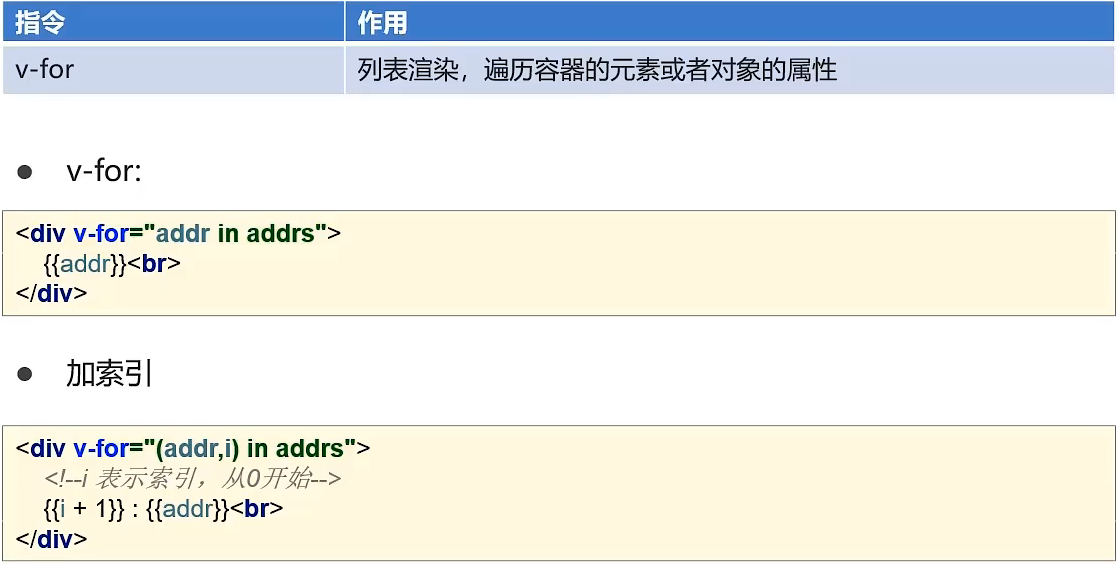 指令 作用
v-for 列表渲染，遍历容器的元素或者对象的属性
● v-for:
<div v-for="addr in addrs">
{{addr}}<br>
</div>
● 加索引
<div v-for="(addr,i) in addrs">
<!--i 表示索引，从0开始-->
{{i + 1}} : {{addr}}<br>
</div>